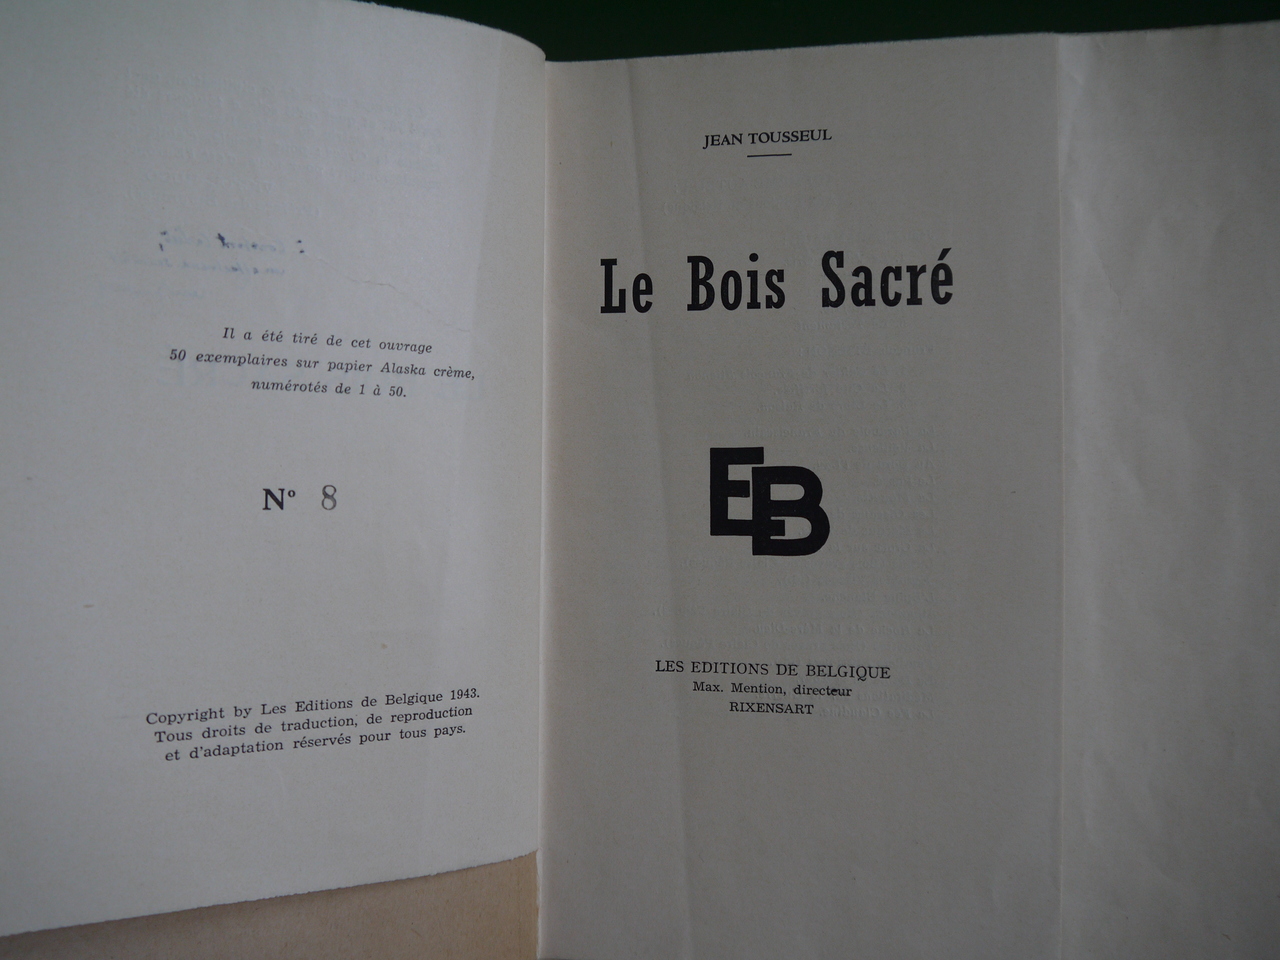 Il a été tiré de cet ouvrage
50 exemplaires sur papier Alaska crème,
numérotés de 1 à 50.
N° 8
Copyright by Les Editions de Belgique 1943.
Tous droits de traduction, de reproduction
et d'adaptation réservés pour tous pays.
JEAN TOUSSEUL
Le Bois Sacré
EB
LES EDITIONS DE BELGIQUE
Max. Mention, directeur
RIXENSART